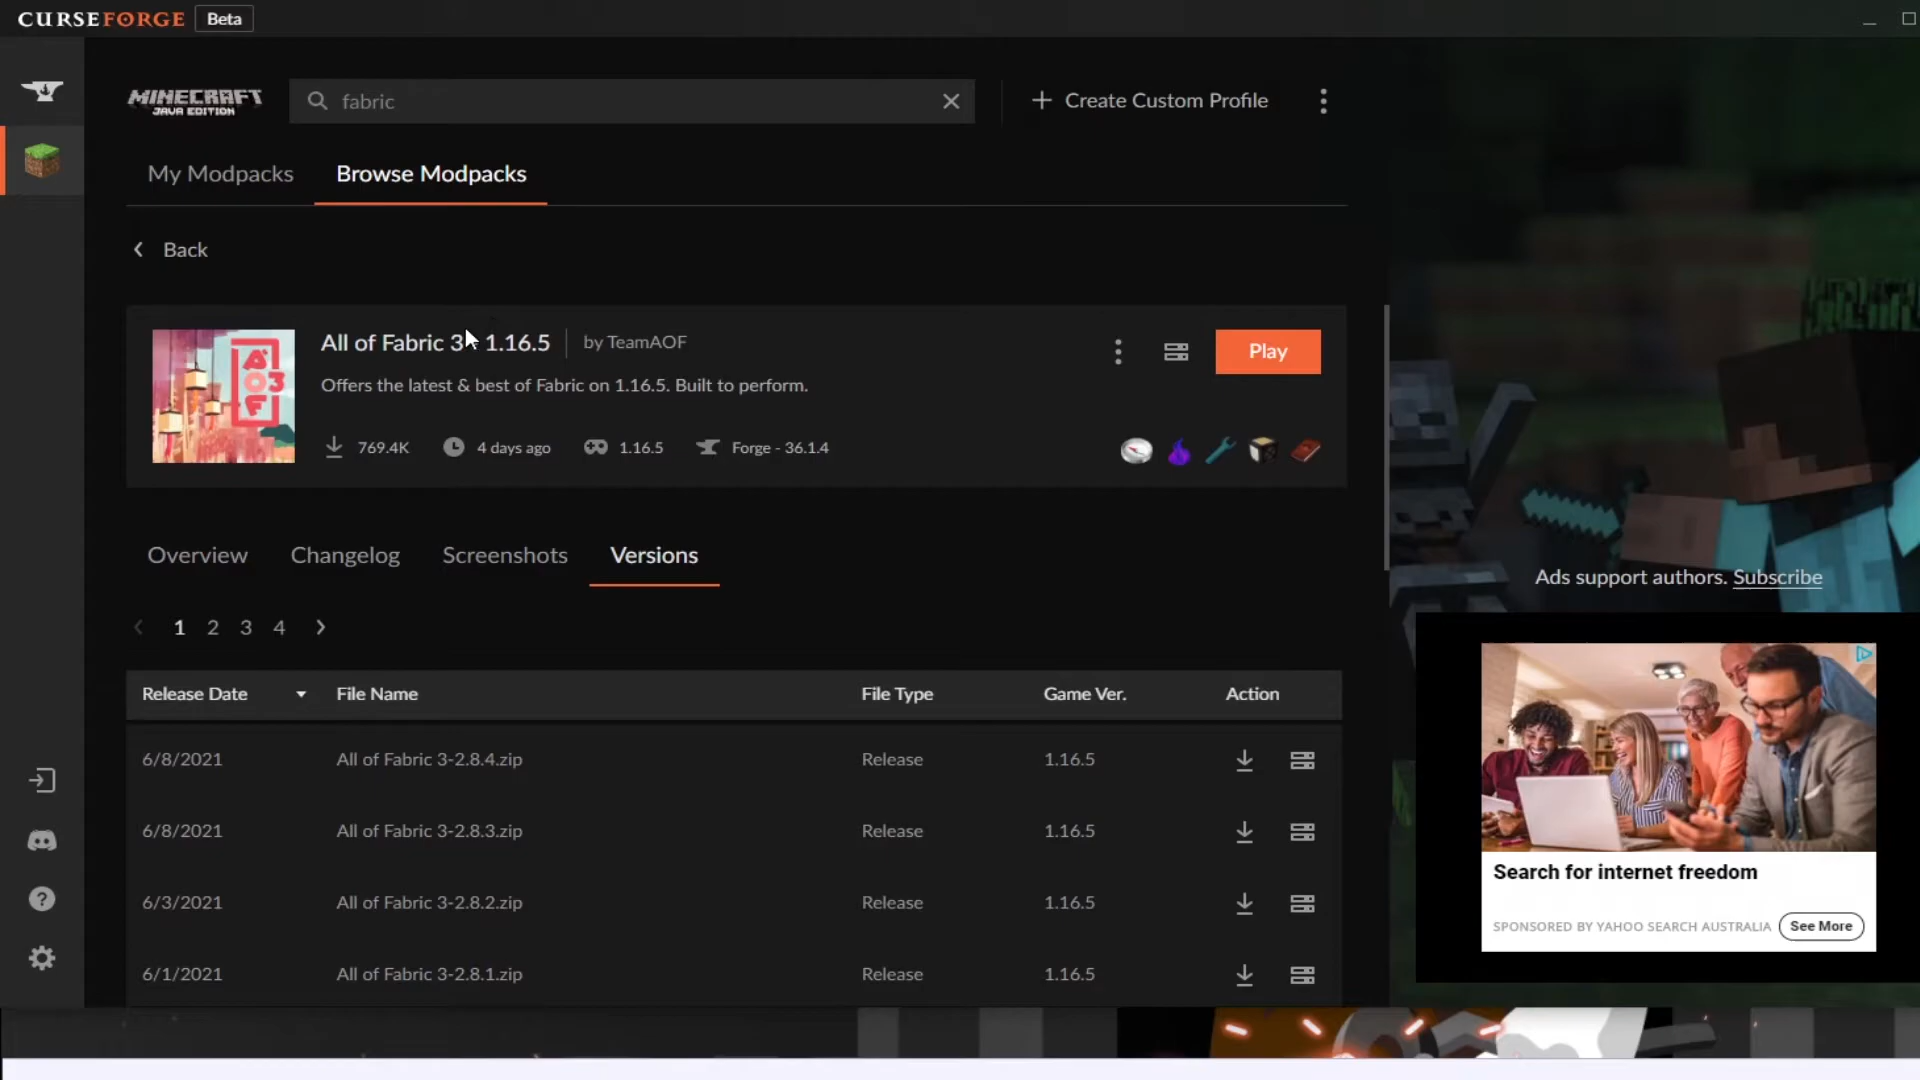 CURSEFORGE Beta
MINECRAFT
JAVA EDITION
fabric
Create Custom Profile
My Modpacks
Browse Modpacks
Back
All of Fabric 3 - 1.16.5
by TeamAOF
Offers the latest & best of Fabric on 1.16.5. Built to perform.
769.4K
4 days ago
1.16.5
Forge - 36.1.4
Play
AO3F
Overview
Changelog
Screenshots
Versions
1 2 3 4
Release Date File Name File Type Game Ver. Action
6/8/2021 All of Fabric 3-2.8.4.zip Release 1.16.5
6/8/2021 All of Fabric 3-2.8.3.zip Release 1.16.5
6/3/2021 All of Fabric 3-2.8.2.zip Release 1.16.5
6/1/2021 All of Fabric 3-2.8.1.zip Release 1.16.5
Ads support authors. Subscribe
Search for internet freedom
SPONSORED BY YAHOO SEARCH AUSTRALIA See More